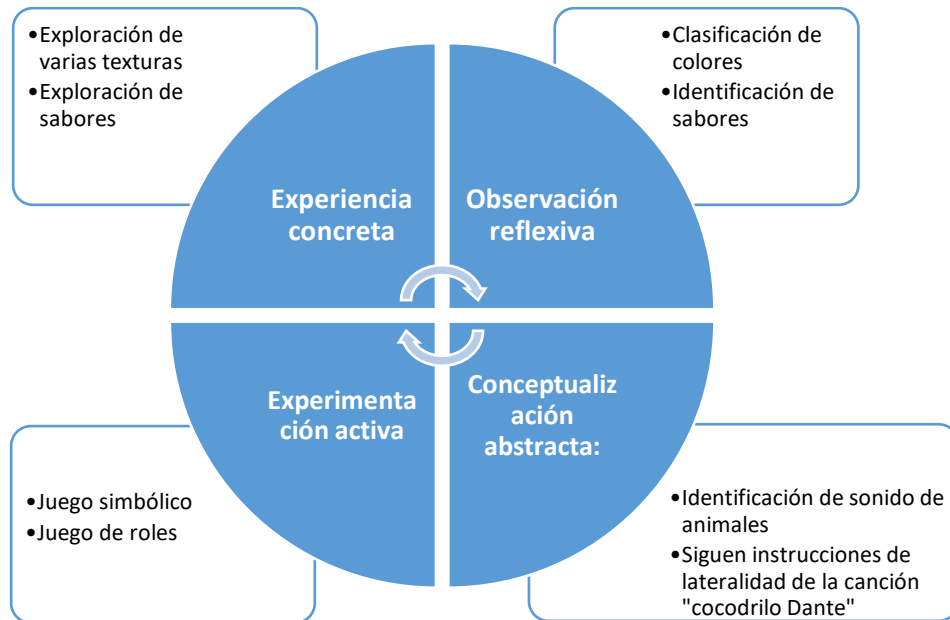 •Exploración de
varias texturas
•Exploración de
sabores
•Clasificación de
colores
•Identificación de
sabores
Experiencia
concreta
Observación
reflexiva
Experimenta
ción activa
Conceptualiz
ación
abstracta:
•Juego simbólico
•Juego de roles
•Identificación de sonido de
animales
•Siguen instrucciones de
lateralidad de la canción
"cocodrilo Dante"